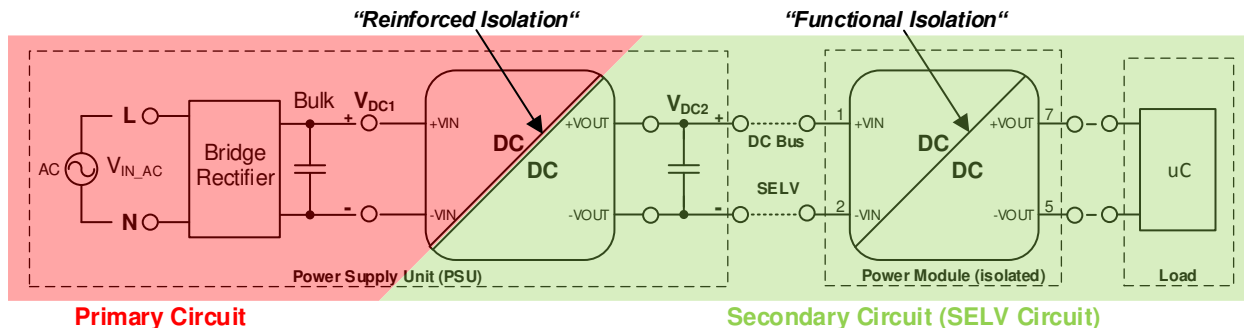 “Reinforced Isolation“
“Functional Isolation“
L
Bulk
VDC1
VDC2
+
+VIN
DC
+VOUT
+
1
+VIN
DC
+VOUT
7
DC Bus
AC
VIN_AC
Bridge
Rectifier
DC
DC
uC
SELV
N
-
-VIN
-VOUT
-
2
-VIN
-VOUT
5
Power Supply Unit (PSU)
Power Module (isolated)
Load
Primary Circuit
Secondary Circuit (SELV Circuit)